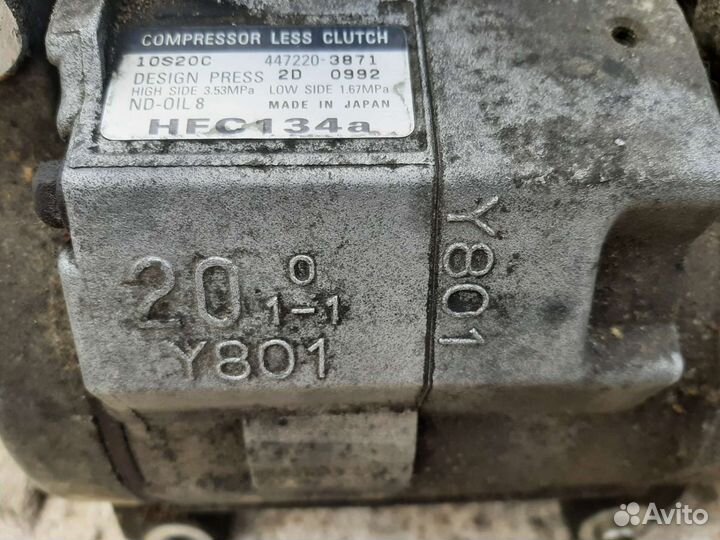 COMPRESSOR LESS CLUTCH
10S20C 447220-3871
DESIGN PRESS 2D 0992
HIGH SIDE 3.53MPa LOW SIDE 1.67MPa
ND-OIL 8 MADE IN JAPAN
HFC134a
20 0
1-1
Y801
Y801
Avito